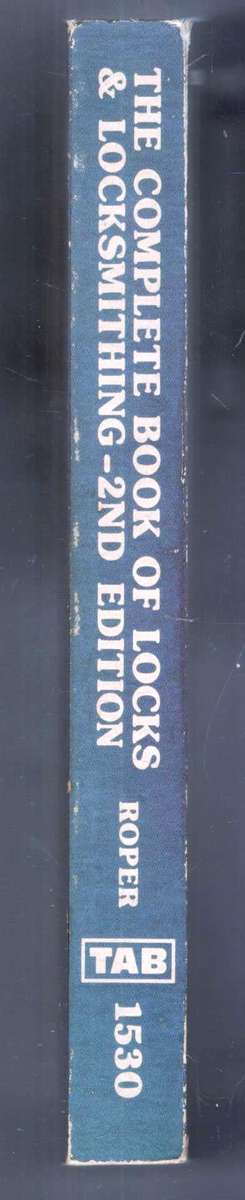 THE COMPLETE BOOK OF LOCKS
& LOCKSMITHING-2ND EDITION
ROPER
TAB
1530